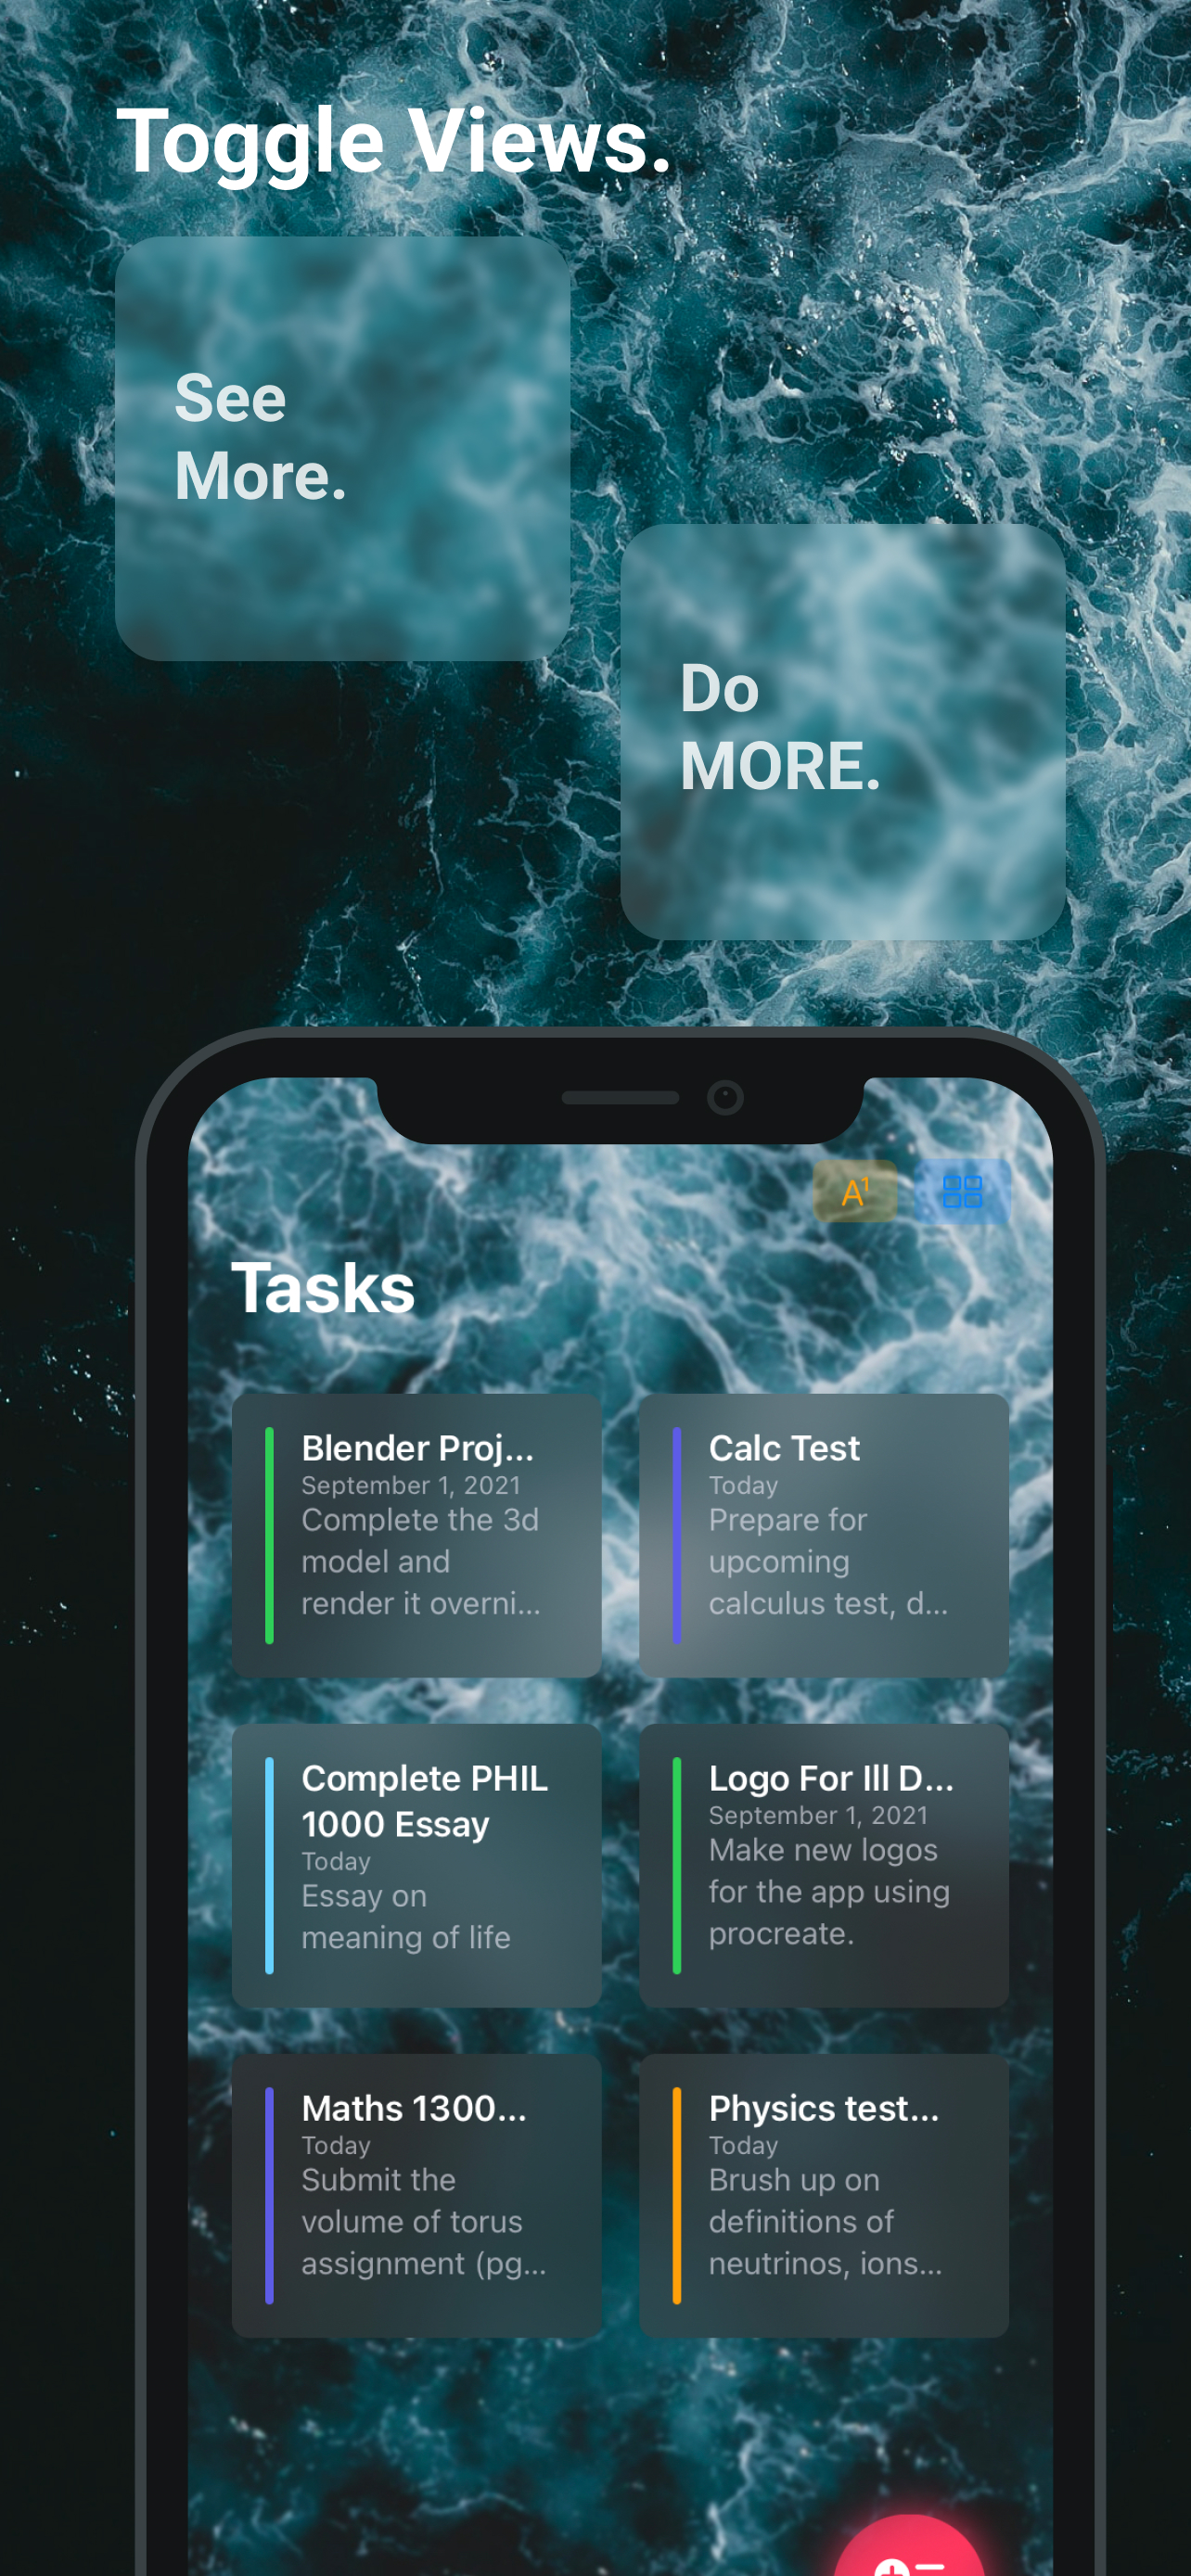 Toggle Views.
See
More.
Do
MORE.
A¹
Tasks
Blender Proj...
September 1, 2021
Complete the 3d
model and
render it overni...
Calc Test
Today
Prepare for
upcoming
calculus test, d...
Complete PHIL
1000 Essay
Today
Essay on
meaning of life
Logo For Ill D...
September 1, 2021
Make new logos
for the app using
procreate.
Maths 1300...
Today
Submit the
volume of torus
assignment (pg...
Physics test...
Today
Brush up on
definitions of
neutrinos, ions...